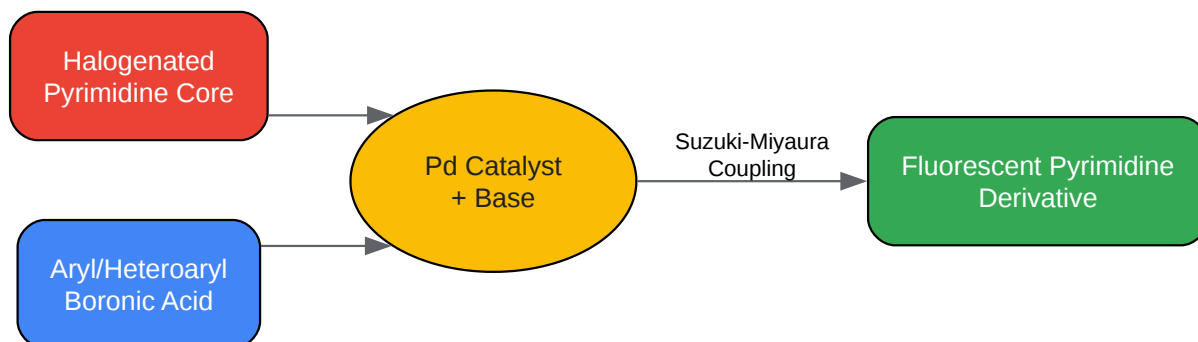 Halogenated
Pyrimidine Core
Aryl/Heteroaryl
Boronic Acid
Pd Catalyst
+ Base
Suzuki-Miyaura
Coupling
Fluorescent Pyrimidine
Derivative